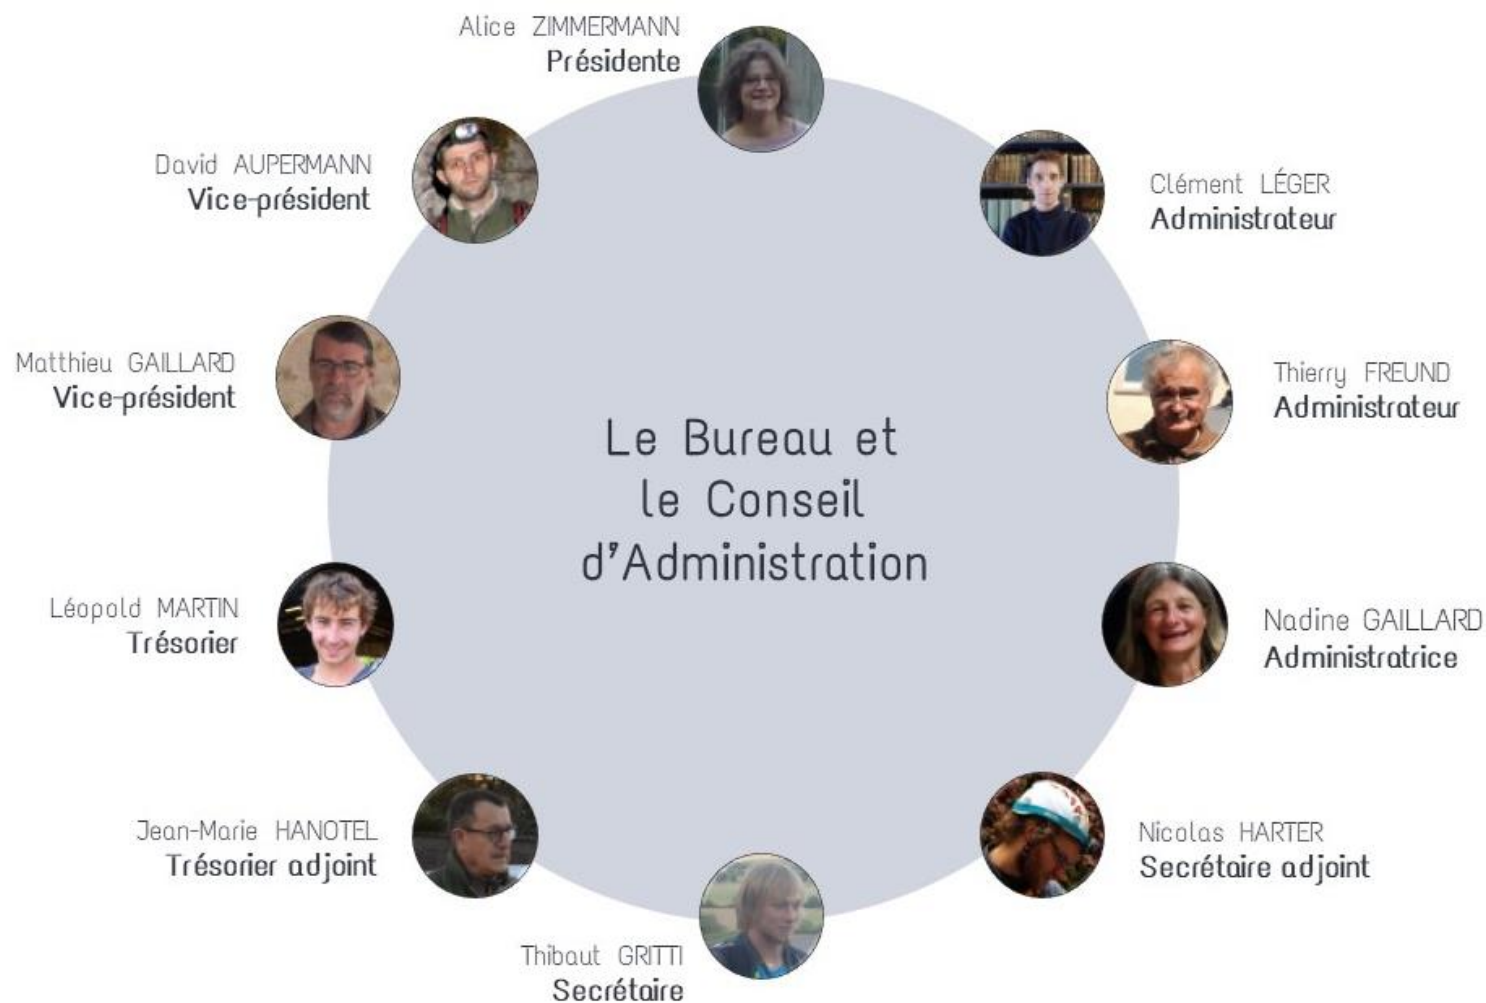 Alice ZIMMERMANN
Présidente
David AUPERMANN
Vice-président
Clément LÉGER
Administrateur
Matthieu GAILLARD
Vice-président
Thierry FREUND
Administrateur
Le Bureau et
le Conseil
d'Administration
Léopold MARTIN
Trésorier
Nadine GAILLARD
Administratrice
Jean-Marie HANOTEL
Trésorier adjoint
Nicolas HARTER
Secrétaire adjoint
Thibaut GRITTI
Secrétaire